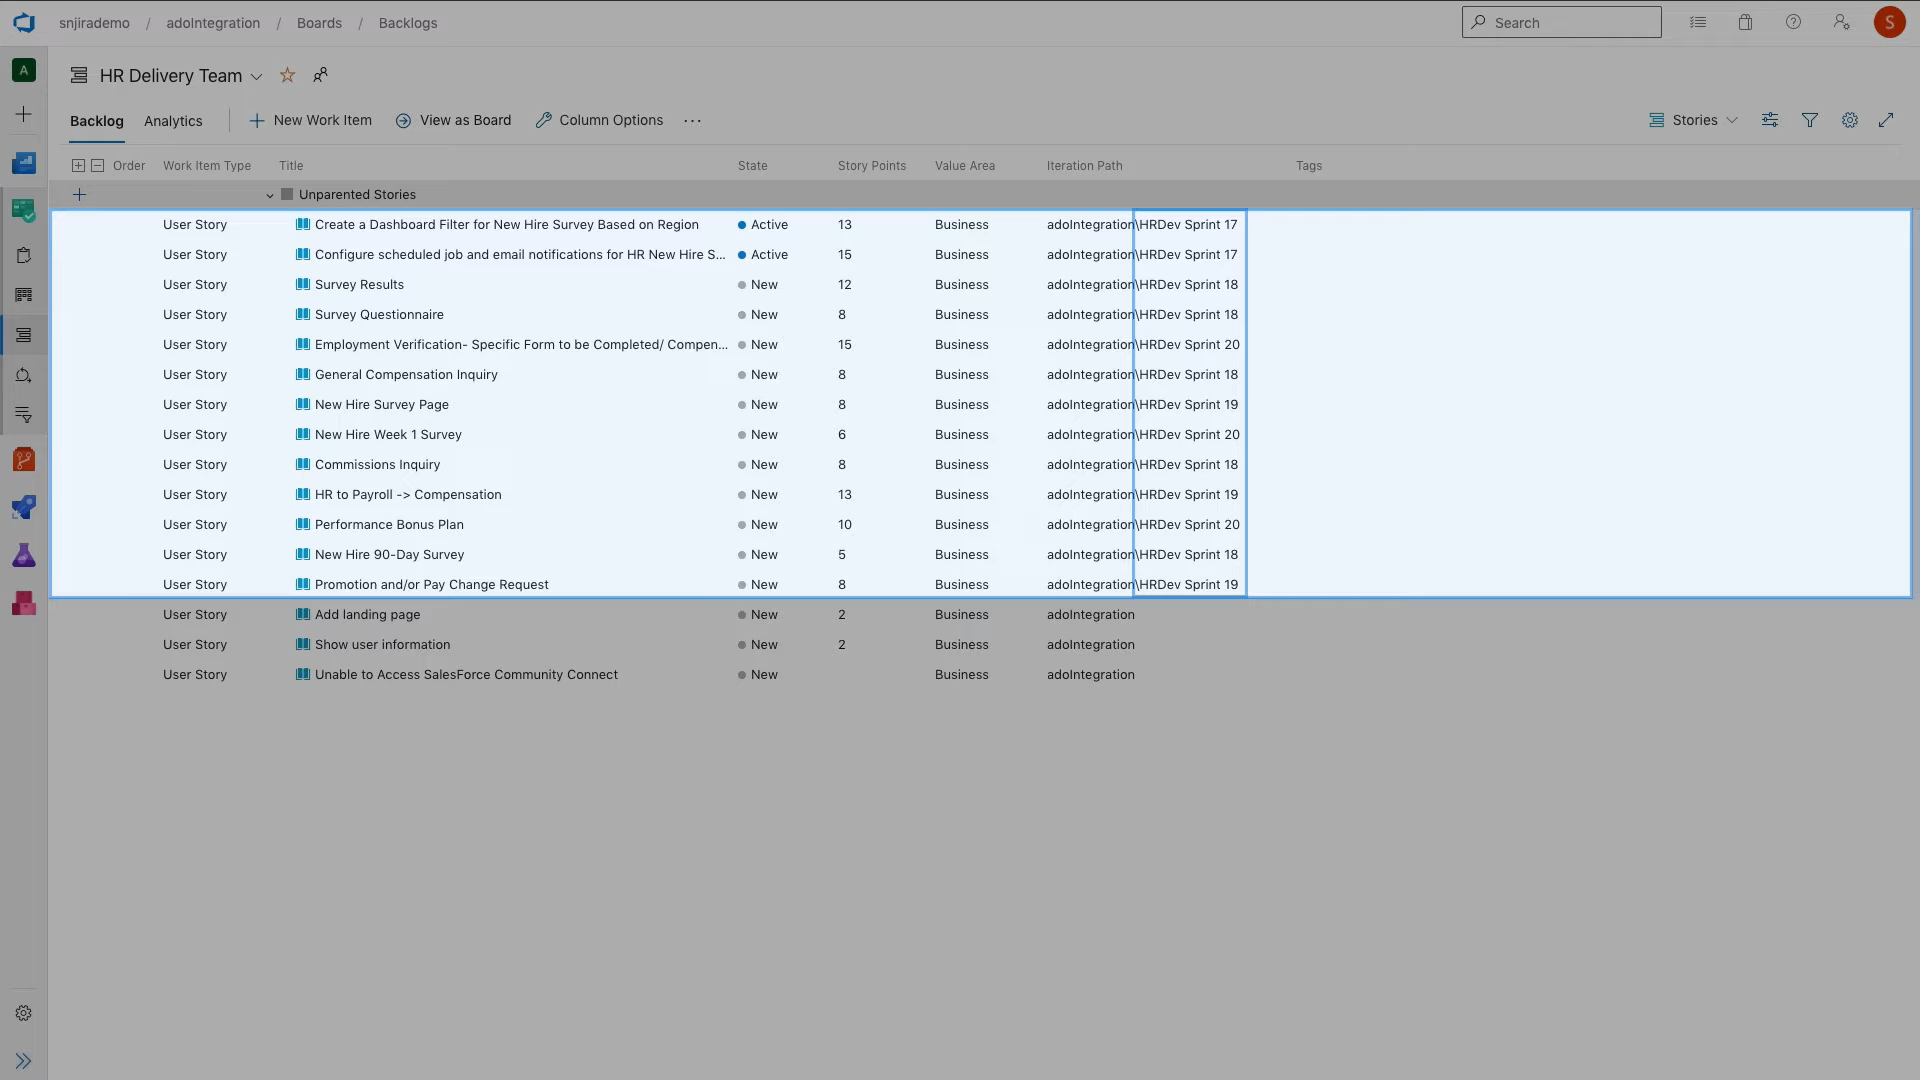 snjirademo / adoIntegration / Boards / Backlogs Search S
A HR Delivery Team
Backlog Analytics New Work Item View as Board Column Options ... Stories
Order Work Item Type Title State Story Points Value Area Iteration Path Tags
Unparented Stories
User Story Create a Dashboard Filter for New Hire Survey Based on Region Active 13 Business adoIntegration\HRDev Sprint 17
User Story Configure scheduled job and email notifications for HR New Hire S... Active 15 Business adoIntegration\HRDev Sprint 17
User Story Survey Results New 12 Business adoIntegration\HRDev Sprint 18
User Story Survey Questionnaire New 8 Business adoIntegration\HRDev Sprint 18
User Story Employment Verification- Specific Form to be Completed/ Compen... New 15 Business adoIntegration\HRDev Sprint 20
User Story General Compensation Inquiry New 8 Business adoIntegration\HRDev Sprint 18
User Story New Hire Survey Page New 8 Business adoIntegration\HRDev Sprint 19
User Story New Hire Week 1 Survey New 6 Business adoIntegration\HRDev Sprint 20
User Story Commissions Inquiry New 8 Business adoIntegration\HRDev Sprint 18
User Story HR to Payroll -> Compensation New 13 Business adoIntegration\HRDev Sprint 19
User Story Performance Bonus Plan New 10 Business adoIntegration\HRDev Sprint 20
User Story New Hire 90-Day Survey New 5 Business adoIntegration\HRDev Sprint 18
User Story Promotion and/or Pay Change Request New 8 Business adoIntegration\HRDev Sprint 19
User Story Add landing page New 2 Business adoIntegration
User Story Show user information New 2 Business adoIntegration
User Story Unable to Access SalesForce Community Connect New Business adoIntegration